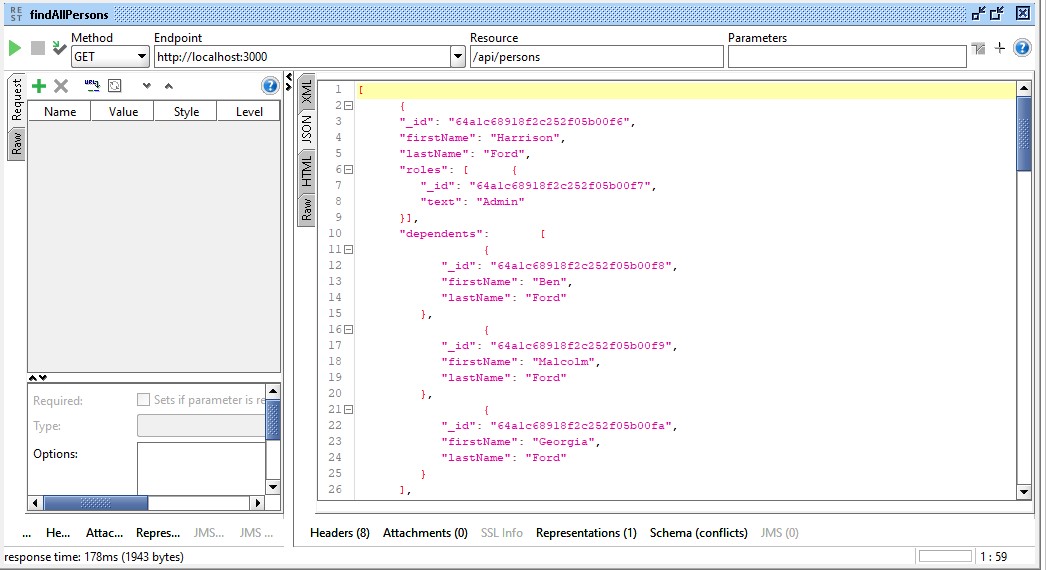 RE
ST
findAllPersons
Method
Endpoint
Resource
Parameters
GET
http://localhost:3000
/api/persons
Request
Raw
Name Value Style Level
Required:
Sets if parameter is re
Type:
Options:
... He... Attac... Repres... JMS... JMS ...
XML
JSON
HTML
Raw
1 [
2 {
3 "_id": "64a1c68918f2c252f05b00f6",
4 "firstName": "Harrison",
5 "lastName": "Ford",
6 "roles": [ {
7 "_id": "64a1c68918f2c252f05b00f7",
8 "text": "Admin"
9 }],
10 "dependents": [
11 {
12 "_id": "64a1c68918f2c252f05b00f8",
13 "firstName": "Ben",
14 "lastName": "Ford"
15 },
16 {
17 "_id": "64a1c68918f2c252f05b00f9",
18 "firstName": "Malcolm",
19 "lastName": "Ford"
20 },
21 {
22 "_id": "64a1c68918f2c252f05b00fa",
23 "firstName": "Georgia",
24 "lastName": "Ford"
25 }
26 ],
Headers (8) Attachments (0) SSL Info Representations (1) Schema (conflicts) JMS (0)
response time: 178ms (1943 bytes)
1 : 59